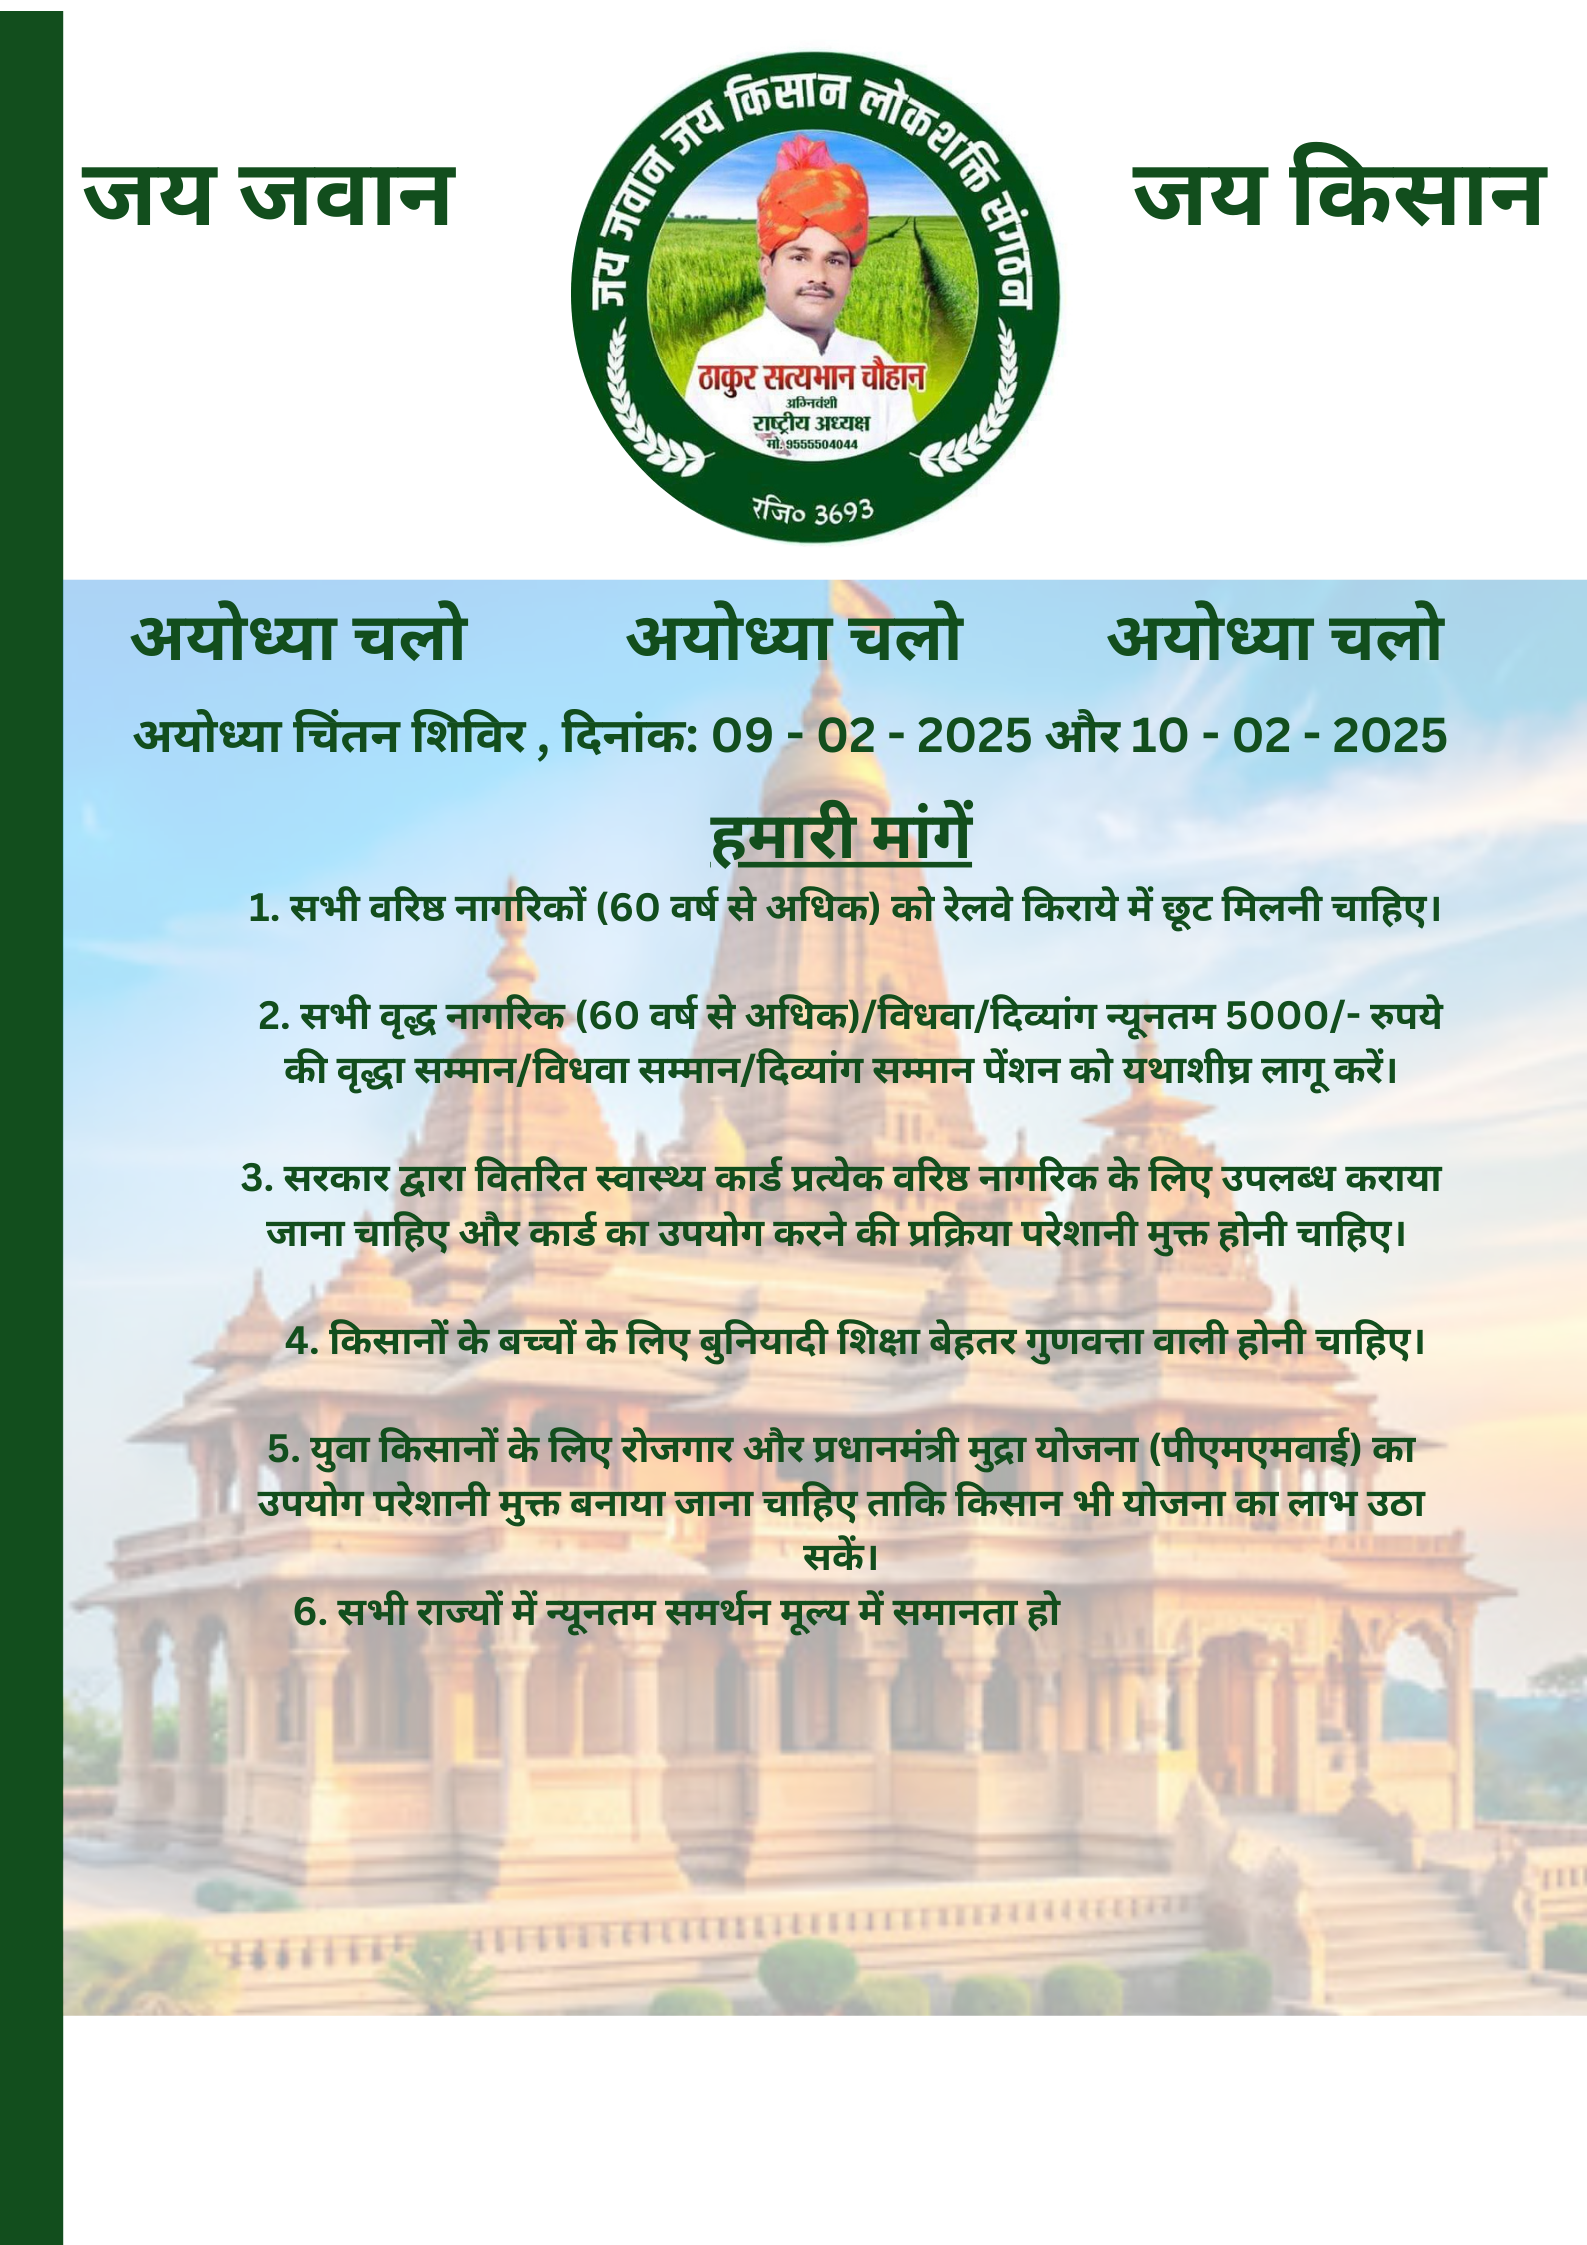 जय जवान
जय जवान जय किसान लोकशक्ति संगठन
ठाकुर सत्यभान चौहान
अग्निवंशी
राष्ट्रीय अध्यक्ष
मो. 9555504044
रजि० 3693
जय किसान
अयोध्या चलो अयोध्या चलो अयोध्या चलो
अयोध्या चिंतन शिविर , दिनांक: 09 - 02 - 2025 और 10 - 02 - 2025
हमारी मांगें
1. सभी वरिष्ठ नागरिकों (60 वर्ष से अधिक) को रेलवे किराये में छूट मिलनी चाहिए।
2. सभी वृद्ध नागरिक (60 वर्ष से अधिक)/विधवा/दिव्यांग न्यूनतम 5000/- रुपये
की वृद्धा सम्मान/विधवा सम्मान/दिव्यांग सम्मान पेंशन को यथाशीघ्र लागू करें।
3. सरकार द्वारा वितरित स्वास्थ्य कार्ड प्रत्येक वरिष्ठ नागरिक के लिए उपलब्ध कराया
जाना चाहिए और कार्ड का उपयोग करने की प्रक्रिया परेशानी मुक्त होनी चाहिए।
4. किसानों के बच्चों के लिए बुनियादी शिक्षा बेहतर गुणवत्ता वाली होनी चाहिए।
5. युवा किसानों के लिए रोजगार और प्रधानमंत्री मुद्रा योजना (पीएमएमवाई) का
उपयोग परेशानी मुक्त बनाया जाना चाहिए ताकि किसान भी योजना का लाभ उठा
सकें।
6. सभी राज्यों में न्यूनतम समर्थन मूल्य में समानता हो